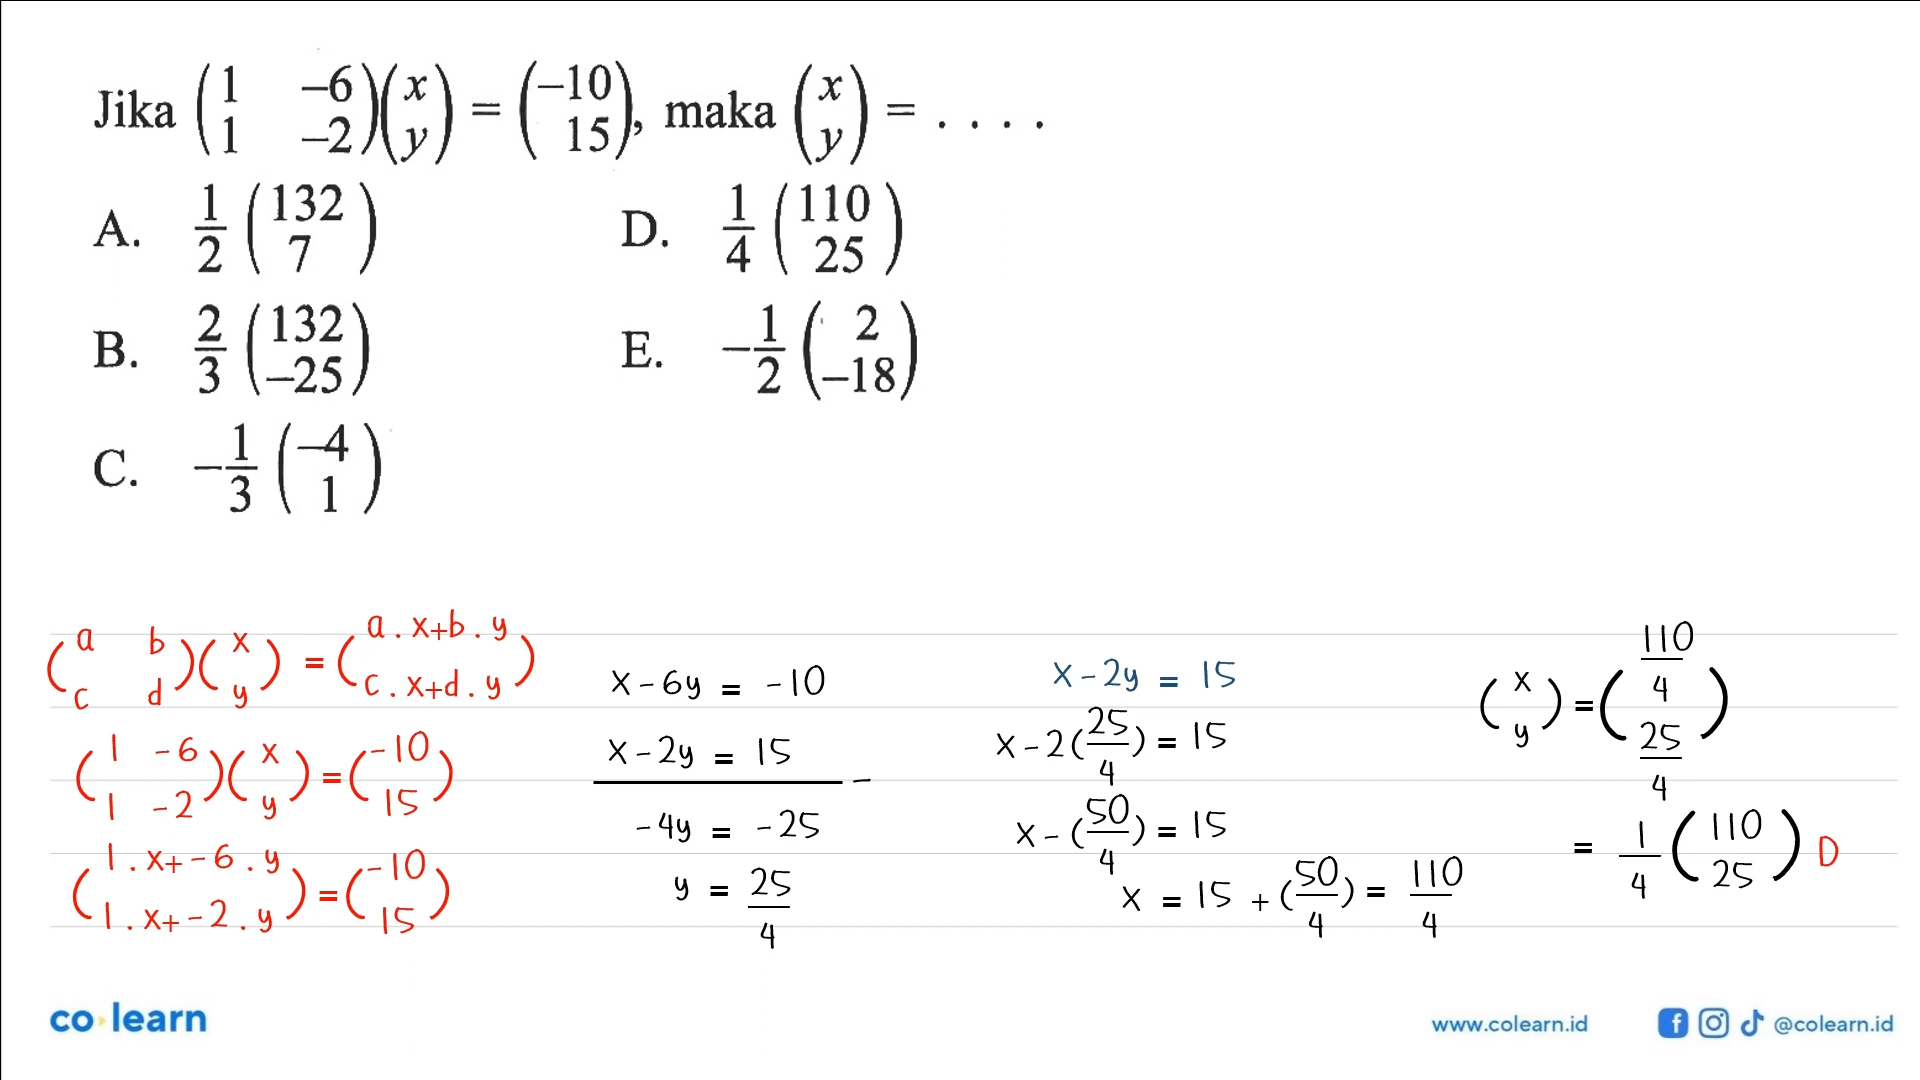 Jika (1 –6 1 –2)(x y) = (–10 15), maka (x y) = . . . .
A. 1/2 (132 7)
B. 2/3 (132 –25)
C. –1/3 (–4 1)
D. 1/4 (110 25)
E. –1/2 (2 –18)
(a b c d)(x y) = (a . x+b . y c . x+d . y)
(1 -6 1 -2)(x y) = (-10 15)
(1 . x+ -6 . y 1 . x+ -2 . y) = (-10 15)
x - 6y = -10
x - 2y = 15
-
-4y = -25
y = 25/4
x - 2y = 15
x - 2(25/4) = 15
x - (50/4) = 15
x = 15 + (50/4) = 110/4
(x y) = (110/4 25/4)
= 1/4 (110 25) D
co learn
www.colearn.id
@colearn.id